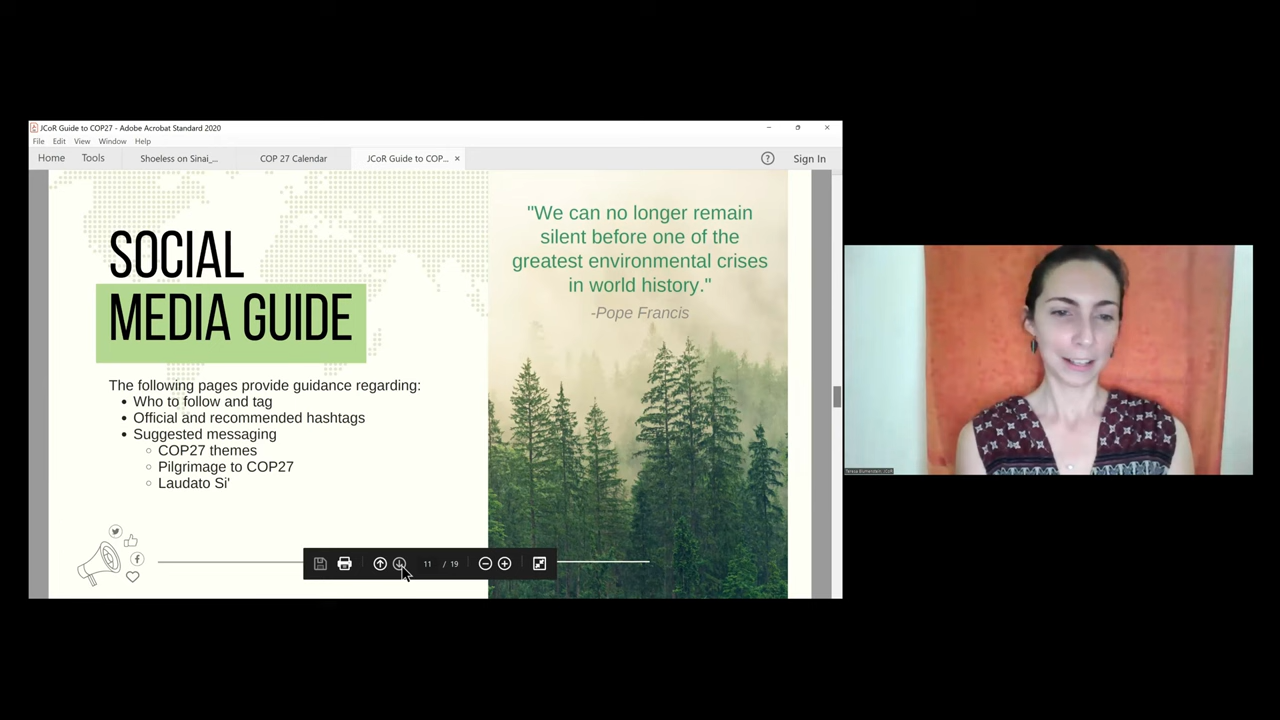 JCoR Guide to COP27 - Adobe Acrobat Standard 2020
File Edit View Window Help
Home Tools Shoeless on Sinai_... COP 27 Calendar JCoR Guide to COP... Sign In
SOCIAL
MEDIA GUIDE
The following pages provide guidance regarding:
• Who to follow and tag
• Official and recommended hashtags
• Suggested messaging
◦ COP27 themes
◦ Pilgrimage to COP27
◦ Laudato Si'
"We can no longer remain
silent before one of the
greatest environmental crises
in world history."
-Pope Francis
11 / 19